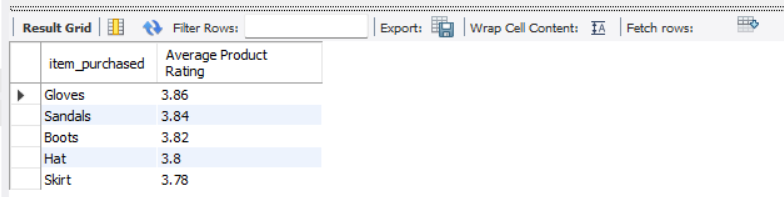 Result Grid Filter Rows: Export: Wrap Cell Content: IA Fetch rows:
item_purchased Average Product Rating
Gloves 3.86
Sandals 3.84
Boots 3.82
Hat 3.8
Skirt 3.78